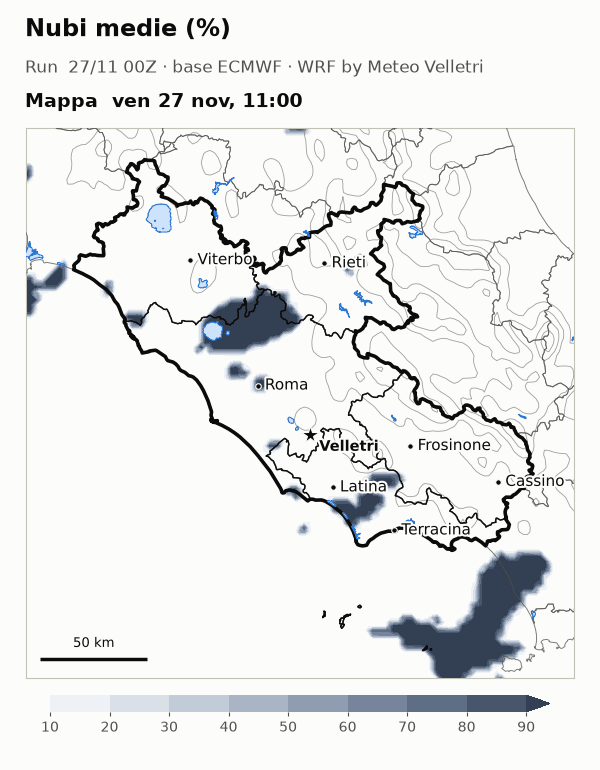 Nubi medie (%)
Run  27/11 00Z · base ECMWF · WRF by Meteo Velletri
Mappa  ven 27 nov, 11:00
Viterbo
Rieti
Roma
Velletri
Frosinone
Latina
Cassino
Terracina
50 km
10 20 30 40 50 60 70 80 90